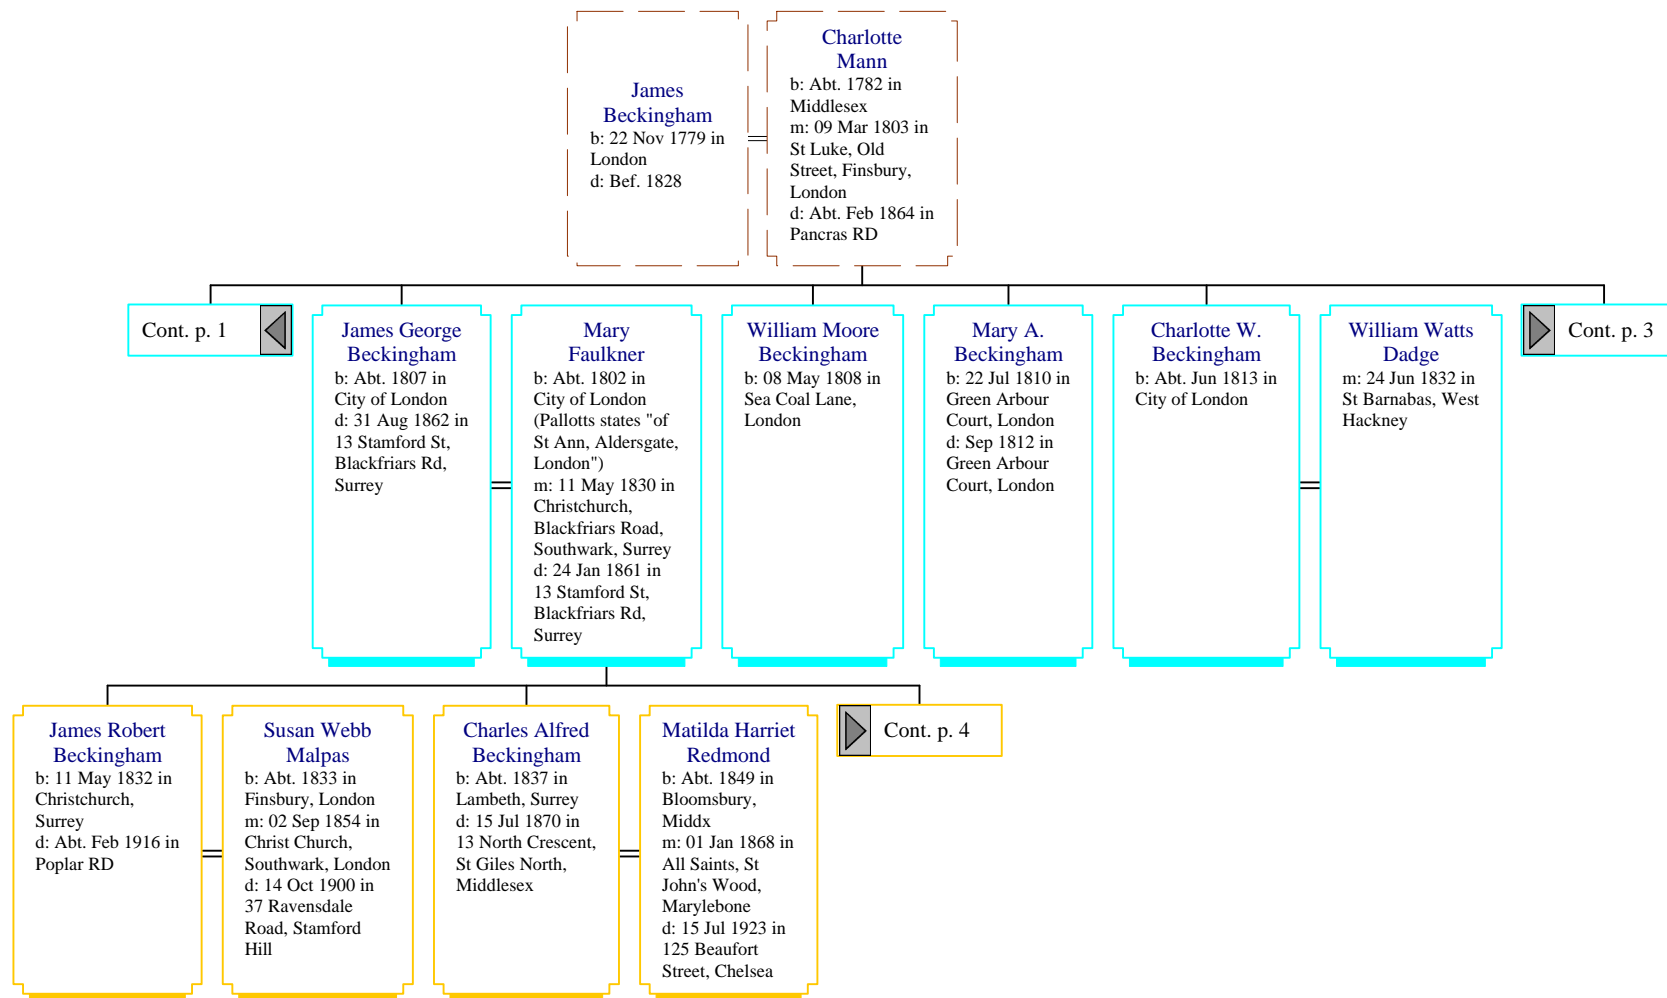 James
Beckingham
b: 22 Nov 1779 in
London
d: Bef. 1828
Charlotte
Mann
b: Abt. 1782 in
Middlesex
m: 09 Mar 1803 in
St Luke, Old
Street, Finsbury,
London
d: Abt. Feb 1864 in
Pancras RD
Cont. p. 1
James George
Beckingham
b: Abt. 1807 in
City of London
d: 31 Aug 1862 in
13 Stamford St,
Blackfriars Rd,
Surrey
Mary
Faulkner
b: Abt. 1802 in
City of London
(Pallotts states "of
St Ann, Aldersgate,
London")
m: 11 May 1830 in
Christchurch,
Blackfriars Road,
Southwark, Surrey
d: 24 Jan 1861 in
13 Stamford St,
Blackfriars Rd,
Surrey
William Moore
Beckingham
b: 08 May 1808 in
Sea Coal Lane,
London
Mary A.
Beckingham
b: 22 Jul 1810 in
Green Arbour
Court, London
d: Sep 1812 in
Green Arbour
Court, London
Charlotte W.
Beckingham
b: Abt. Jun 1813 in
City of London
William Watts
Dadge
m: 24 Jun 1832 in
St Barnabas, West
Hackney
Cont. p. 3
James Robert
Beckingham
b: 11 May 1832 in
Christchurch,
Surrey
d: Abt. Feb 1916 in
Poplar RD
Susan Webb
Malpas
b: Abt. 1833 in
Finsbury, London
m: 02 Sep 1854 in
Christ Church,
Southwark, London
d: 14 Oct 1900 in
37 Ravensdale
Road, Stamford
Hill
Charles Alfred
Beckingham
b: Abt. 1837 in
Lambeth, Surrey
d: 15 Jul 1870 in
13 North Crescent,
St Giles North,
Middlesex
Matilda Harriet
Redmond
b: Abt. 1849 in
Bloomsbury,
Middx
m: 01 Jan 1868 in
All Saints, St
John's Wood,
Marylebone
d: 15 Jul 1923 in
125 Beaufort
Street, Chelsea
Cont. p. 4